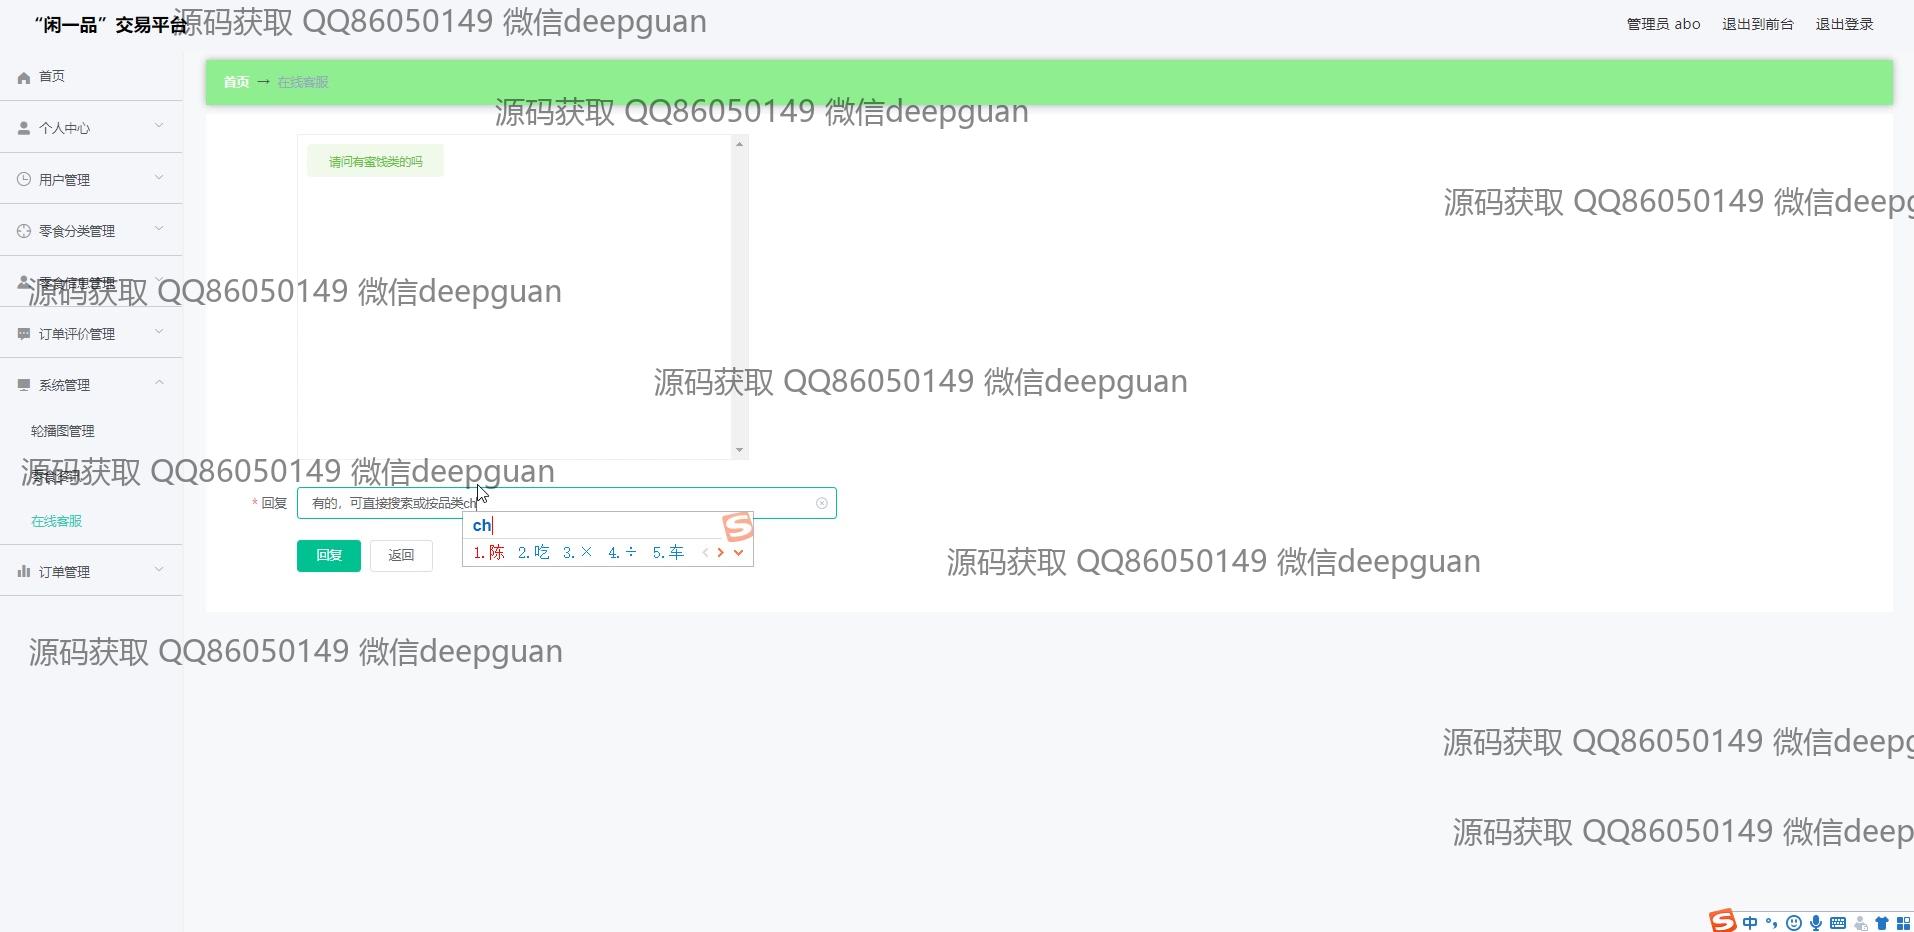 “闲一品”交易平台
源码获取 QQ86050149 微信deepguan
管理员 abo 退出到前台 退出登录
首页
首页 → 在线客服
源码获取 QQ86050149 微信deepguan
个人中心
请问有蜜饯类的吗
用户管理
源码获取 QQ86050149 微信deepg
零食分类管理
零食信息管理
源码获取 QQ86050149 微信deepguan
订单评价管理
系统管理
源码获取 QQ86050149 微信deepguan
轮播图管理
源码获取 QQ86050149 微信deepguan
* 回复 有的，可直接搜索或按品类ch
在线客服
ch
1.陈 2.吃 3.× 4.÷ 5.车
回复 返回
源码获取 QQ86050149 微信deepguan
订单管理
源码获取 QQ86050149 微信deepguan
源码获取 QQ86050149 微信deepg
源码获取 QQ86050149 微信deep
中